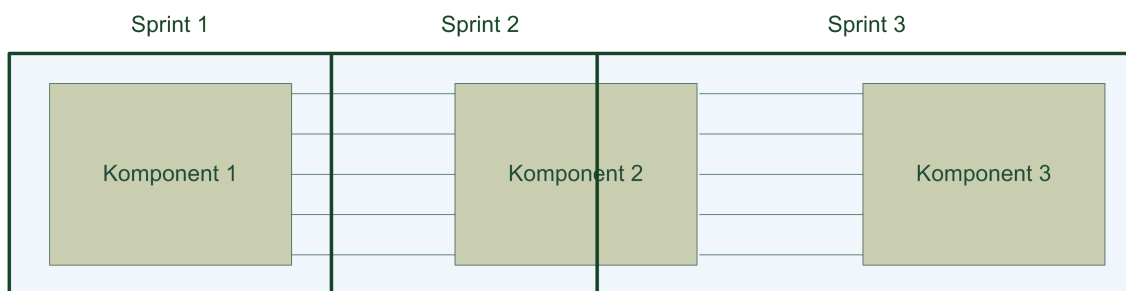 Sprint 1
Sprint 2
Sprint 3
Komponent 1
Komponent 2
Komponent 3